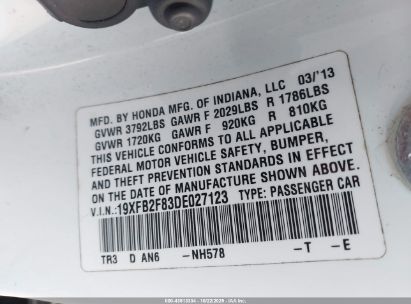 MFD. BY HONDA MFG. OF INDIANA, LLC 03/'13
GVWR 3792LBS GAWR F 2029LBS R 1786LBS
GVWR 1720KG GAWR F 920KG R 810KG
THIS VEHICLE CONFORMS TO ALL APPLICABLE
FEDERAL MOTOR VEHICLE SAFETY, BUMPER,
AND THEFT PREVENTION STANDARDS IN EFFECT
ON THE DATE OF MANUFACTURE SHOWN ABOVE.
V.I.N.:19XFB2F83DE027123 TYPE: PASSENGER CAR
TR3 D AN6 -NH578 -T -E